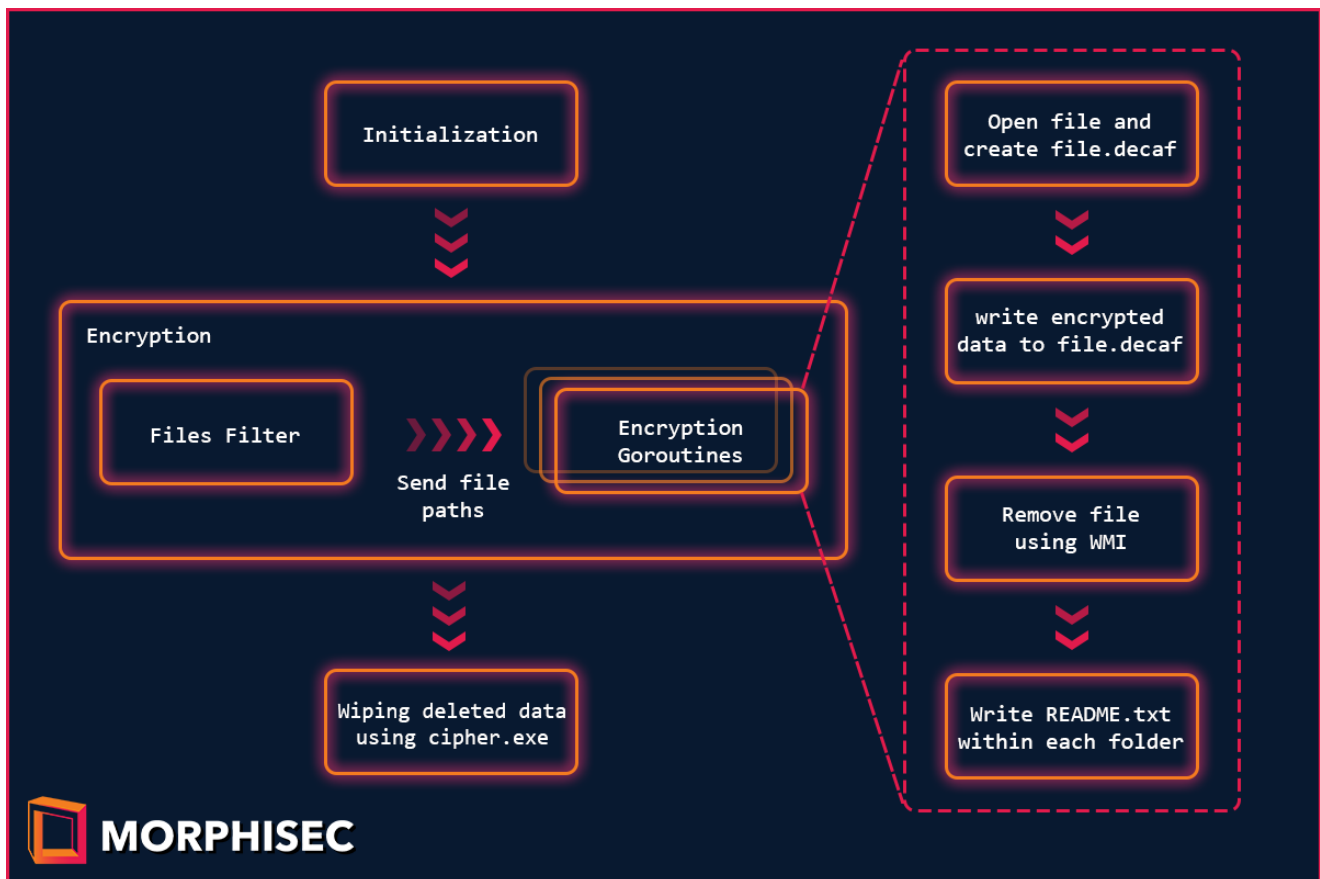 Initialization
Encryption
Files Filter
Send file
paths
Encryption
Goroutines
Wiping deleted data
using cipher.exe
Open file and
create file.decaf
write encrypted
data to file.decaf
Remove file
using WMI
Write README.txt
within each folder
MORPHISEC